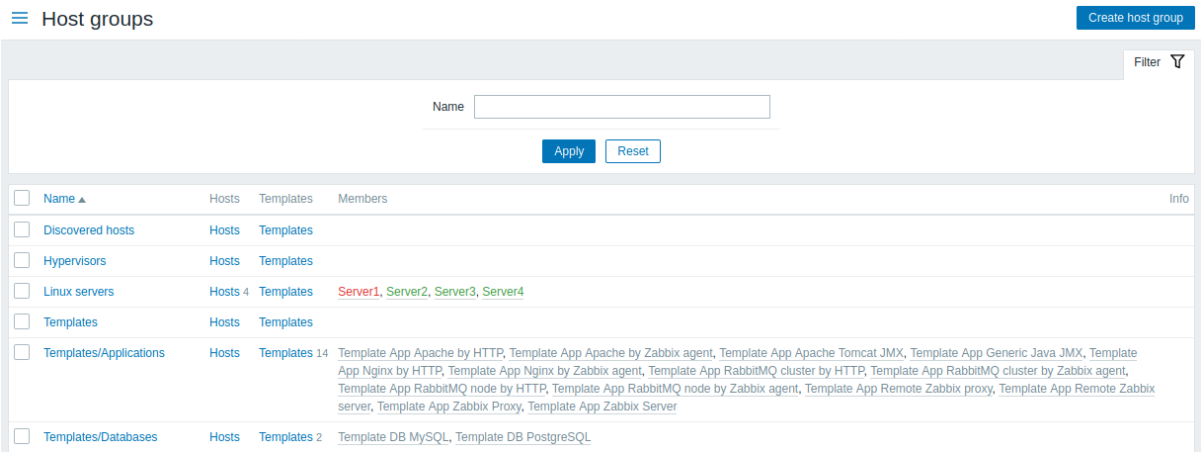 Host groups
Create host group
Filter
Name
Apply Reset
Name Hosts Templates Members Info
Discovered hosts Hosts Templates
Hypervisors Hosts Templates
Linux servers Hosts 4 Templates Server1, Server2, Server3, Server4
Templates Hosts Templates
Templates/Applications Hosts Templates 14 Template App Apache by HTTP, Template App Apache by Zabbix agent, Template App Apache Tomcat JMX, Template App Generic Java JMX, Template
App Nginx by HTTP, Template App Nginx by Zabbix agent, Template App RabbitMQ cluster by HTTP, Template App RabbitMQ cluster by Zabbix agent,
Template App RabbitMQ node by HTTP, Template App RabbitMQ node by Zabbix agent, Template App Remote Zabbix proxy, Template App Remote Zabbix
server, Template App Zabbix Proxy, Template App Zabbix Server
Templates/Databases Hosts Templates 2 Template DB MySQL, Template DB PostgreSQL